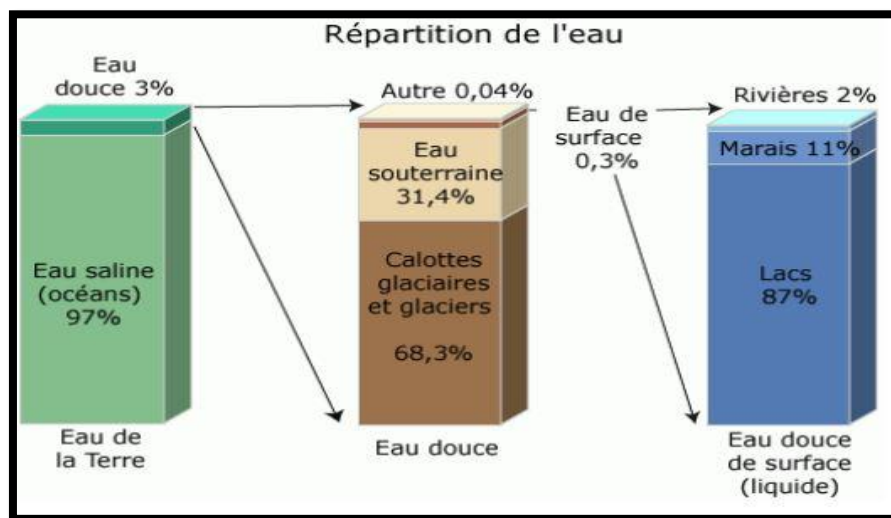 Répartition de l'eau
Eau
douce 3%
Eau saline
(océans)
97%
Eau de
la Terre
Autre 0,04%
Eau
souterraine
31,4%
Calottes
glaciaires
et glaciers
68,3%
Eau douce
Eau de
surface
0,3%
Rivières 2%
Marais 11%
Lacs
87%
Eau douce
de surface
(liquide)